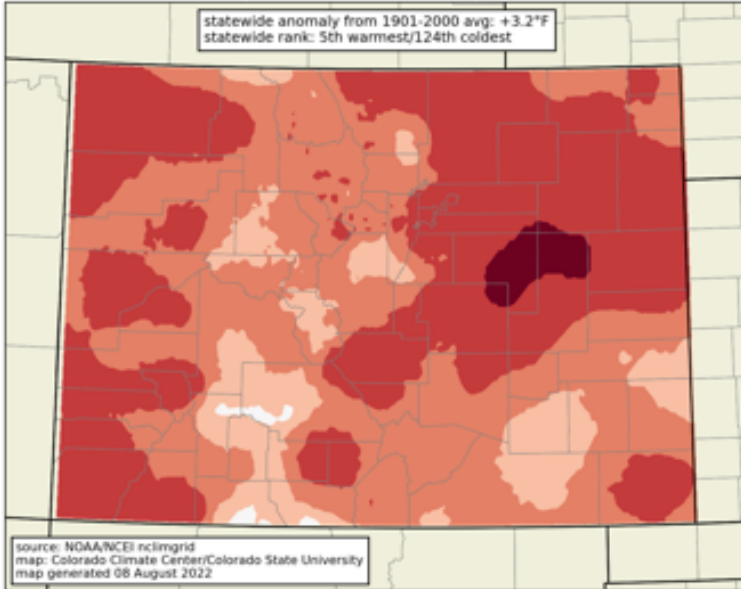 statewide anomaly from 1901-2000 avg: +3.2°F
statewide rank: 5th warmest/124th coldest
source: NOAA/NCEI nclimgrid
map: Colorado Climate Center/Colorado State University
map generated 08 August 2022